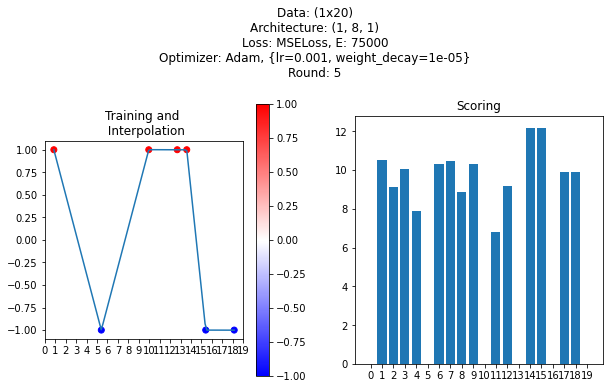 Data: (1x20)
Architecture: (1, 8, 1)
Loss: MSELoss, E: 75000
Optimizer: Adam, {lr=0.001, weight_decay=1e-05}
Round: 5
Training and
Interpolation
1.00
0.75
0.50
0.25
0.00
−0.25
−0.50
−0.75
−1.00
0 1 2 3 4 5 6 7 8 9 10 11 12 13 14 15 16 17 18 19
1.00
0.75
0.50
0.25
0.00
−0.25
−0.50
−0.75
−1.00
Scoring
12
10
8
6
4
2
0
0 1 2 3 4 5 6 7 8 9 10 11 12 13 14 15 16 17 18 19